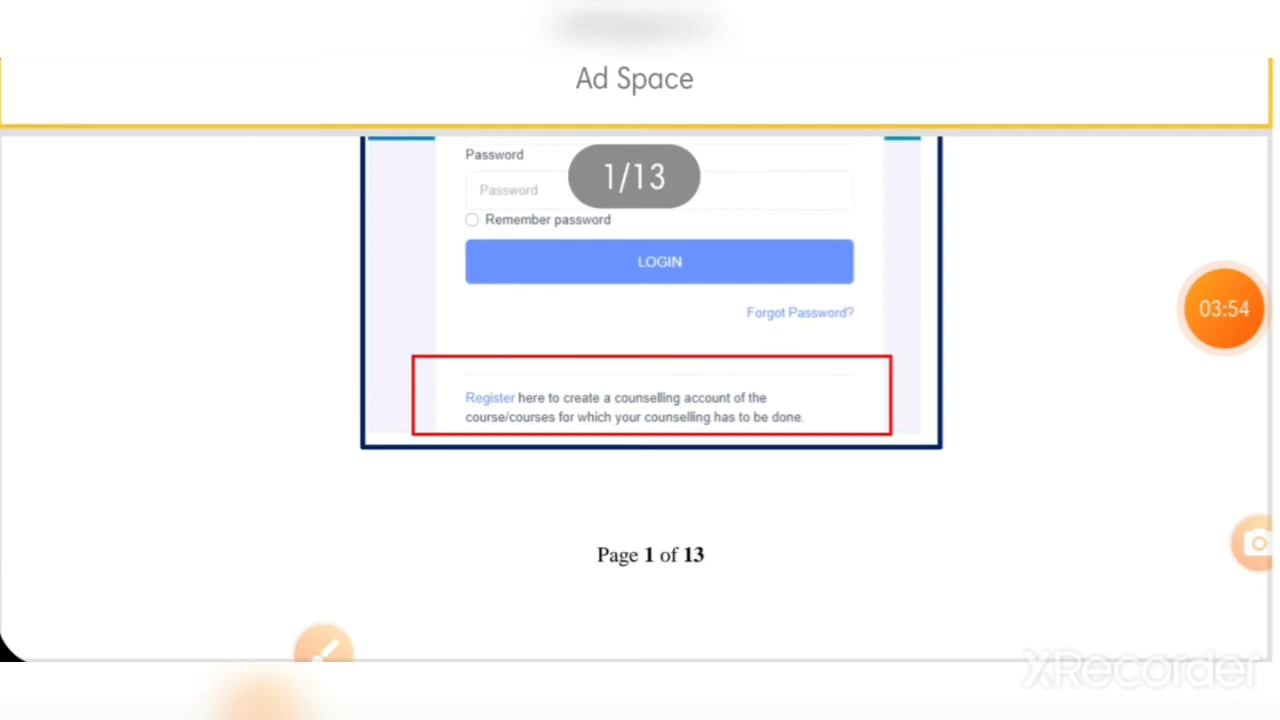 Ad Space
Password
1/13
Password
Remember password
LOGIN
03:54
Forgot Password?
Register here to create a counselling account of the
course/courses for which your counselling has to be done.
Page 1 of 13
XRecorder